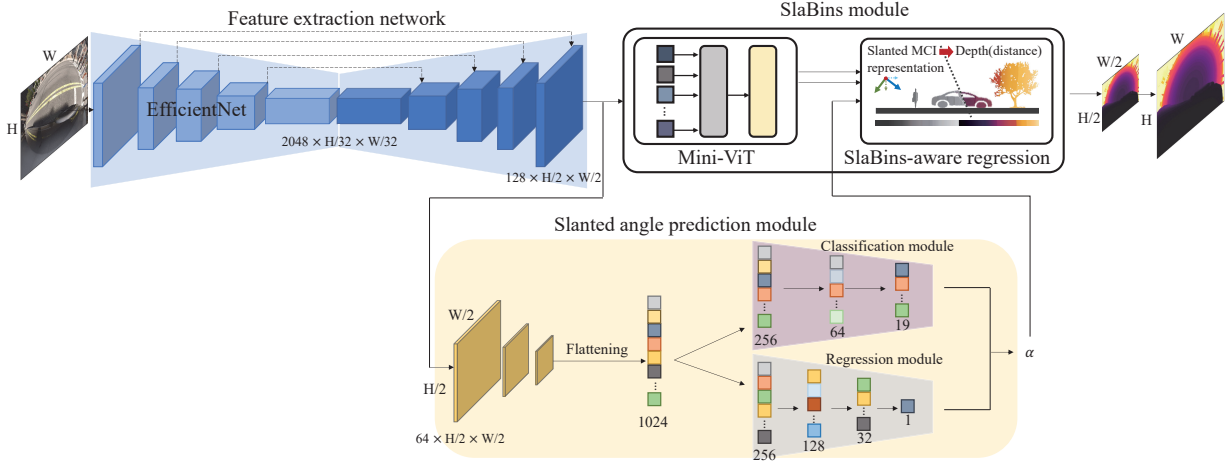 Feature extraction network
SlaBins module
W
H
EfficientNet
2048 × H/32 × W/32
128 × H/2 × W/2
Mini-ViT
Slanted MCI
Depth(distance)
representation
SlaBins-aware regression
W/2
H/2
W
H
Slanted angle prediction module
W/2
H/2
64 × H/2 × W/2
Flattening
1024
Classification module
256
64
19
Regression module
256
128
32
1
α